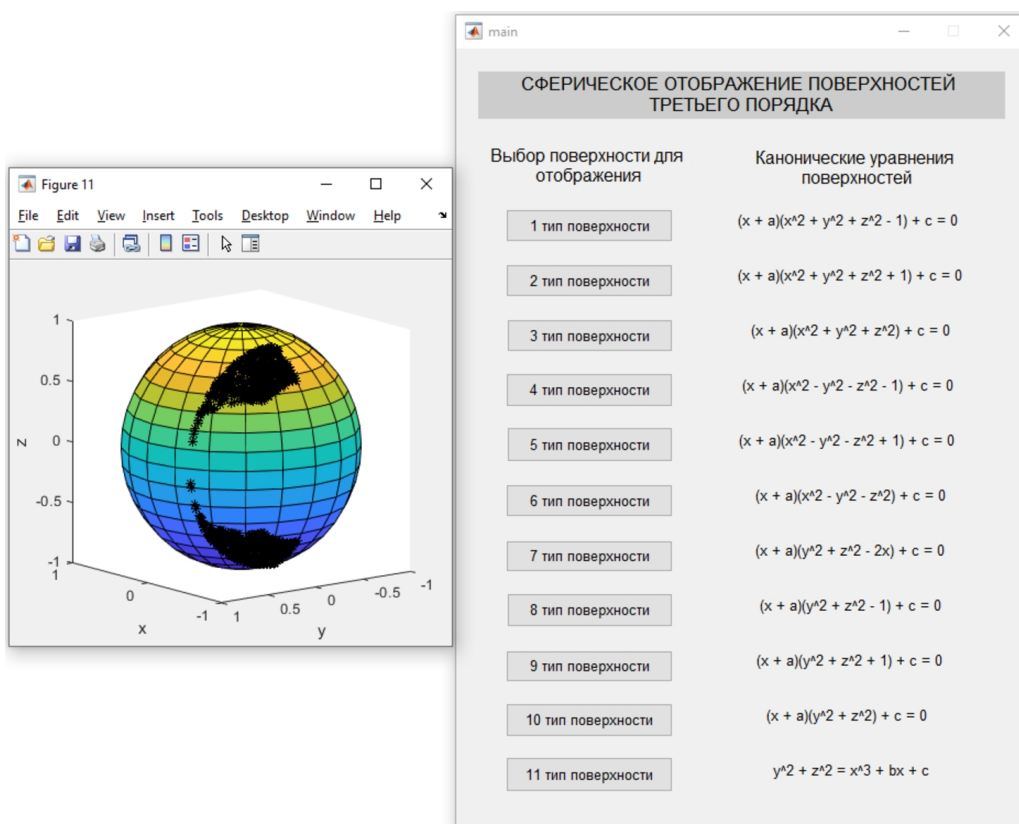 main
СФЕРИЧЕСКОЕ ОТОБРАЖЕНИЕ ПОВЕРХНОСТЕЙ
ТРЕТЬЕГО ПОРЯДКА
Выбор поверхности для
отображения
Канонические уравнения
поверхностей
1 тип поверхности
(x + a)(x^2 + y^2 + z^2 - 1) + c = 0
2 тип поверхности
(x + a)(x^2 + y^2 + z^2 + 1) + c = 0
3 тип поверхности
(x + a)(x^2 + y^2 + z^2) + c = 0
4 тип поверхности
(x + a)(x^2 - y^2 - z^2 - 1) + c = 0
5 тип поверхности
(x + a)(x^2 - y^2 - z^2 + 1) + c = 0
6 тип поверхности
(x + a)(x^2 - y^2 - z^2) + c = 0
7 тип поверхности
(x + a)(y^2 + z^2 - 2x) + c = 0
8 тип поверхности
(x + a)(y^2 + z^2 - 1) + c = 0
9 тип поверхности
(x + a)(y^2 + z^2 + 1) + c = 0
10 тип поверхности
(x + a)(y^2 + z^2) + c = 0
11 тип поверхности
y^2 + z^2 = x^3 + bx + c
Figure 11
File Edit View Insert Tools Desktop Window Help
1
0.5
0
-0.5
-1
z
1
0
-1
x
1
0.5
0
-0.5
-1
y